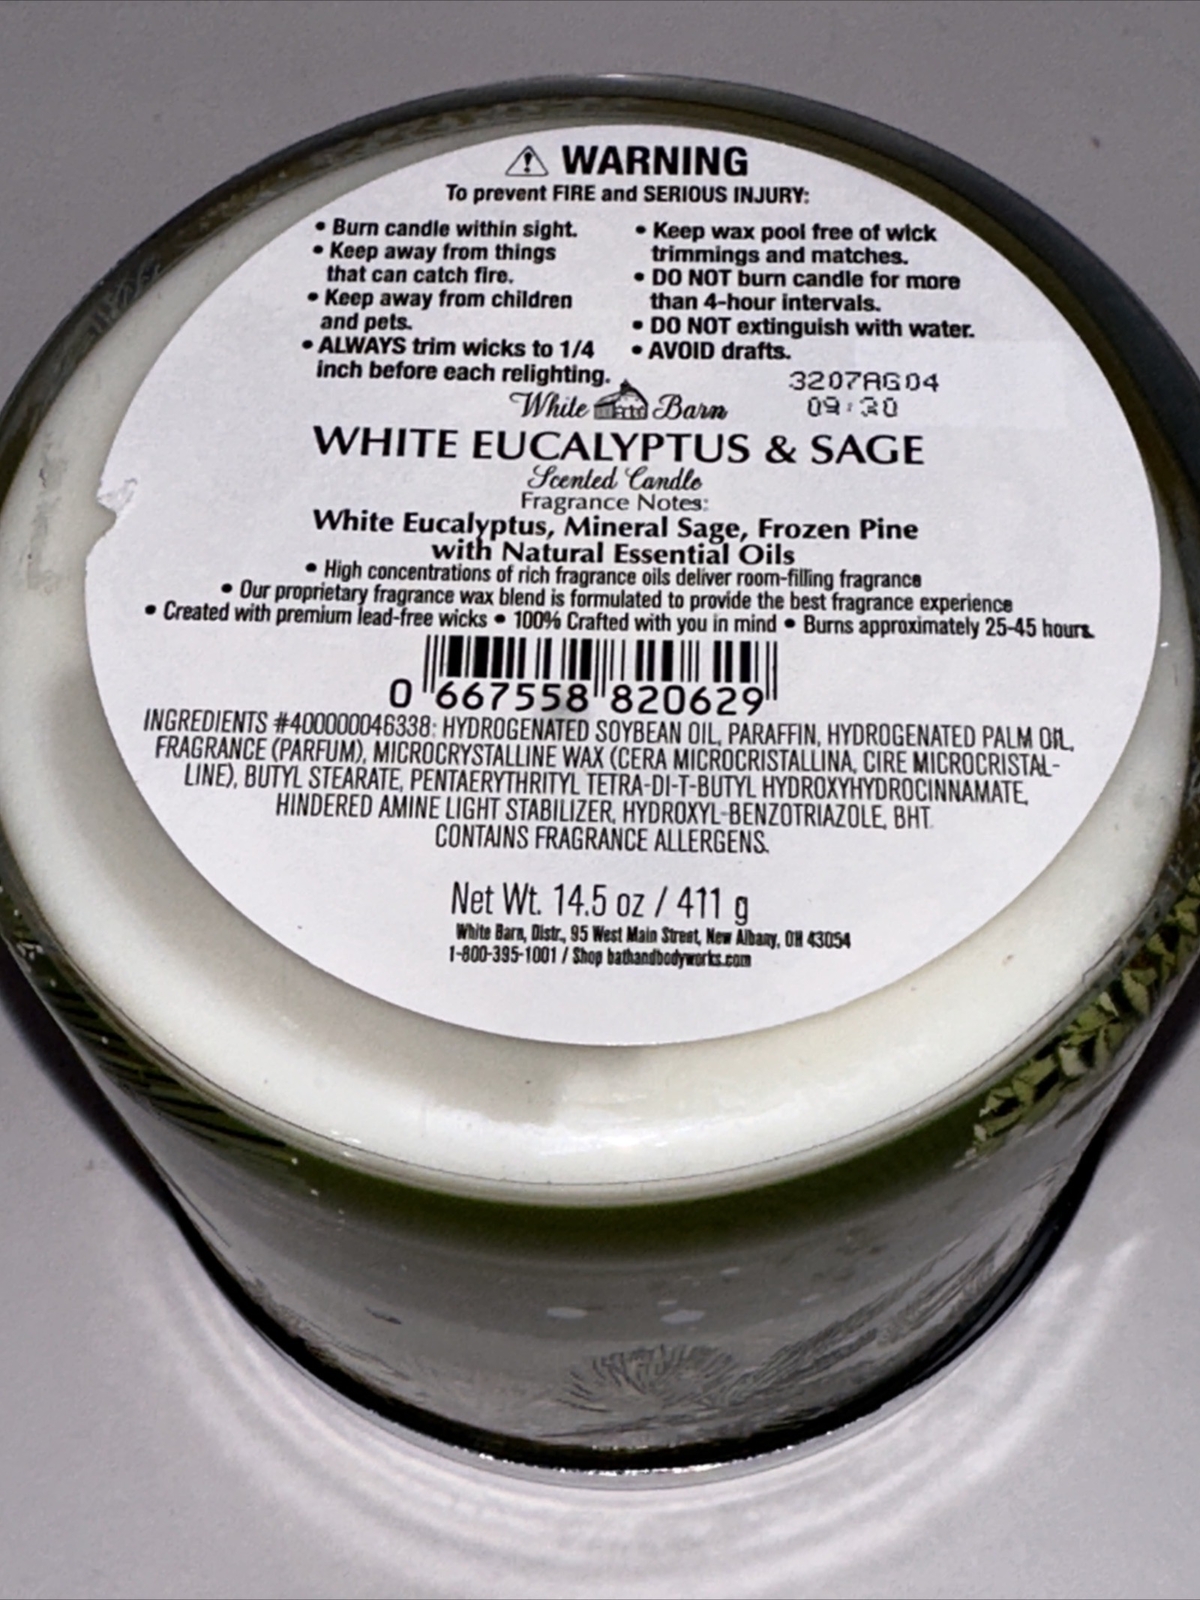 ⚠ WARNING
To prevent FIRE and SERIOUS INJURY:
• Burn candle within sight.
• Keep away from things
that can catch fire.
• Keep away from children
and pets.
• ALWAYS trim wicks to 1/4
inch before each relighting.
• Keep wax pool free of wick
trimmings and matches.
• DO NOT burn candle for more
than 4-hour intervals.
• DO NOT extinguish with water.
• AVOID drafts.
3207AG04
09:20
White Barn
WHITE EUCALYPTUS & SAGE
Scented Candle
Fragrance Notes:
White Eucalyptus, Mineral Sage, Frozen Pine
with Natural Essential Oils
• High concentrations of rich fragrance oils deliver room-filling fragrance
• Our proprietary fragrance wax blend is formulated to provide the best fragrance experience
• Created with premium lead-free wicks • 100% Crafted with you in mind • Burns approximately 25-45 hours.
0 667558 820629
INGREDIENTS #400000046338: HYDROGENATED SOYBEAN OIL, PARAFFIN, HYDROGENATED PALM OIL,
FRAGRANCE (PARFUM), MICROCRYSTALLINE WAX (CERA MICROCRISTALLINA, CIRE MICROCRISTAL-
LINE), BUTYL STEARATE, PENTAERYTHRITYL TETRA-DI-T-BUTYL HYDROXYHYDROCINNAMATE,
HINDERED AMINE LIGHT STABILIZER, HYDROXYL-BENZOTRIAZOLE, BHT.
CONTAINS FRAGRANCE ALLERGENS.
Net Wt. 14.5 oz / 411 g
White Barn, Distr., 95 West Main Street, New Albany, OH 43054
1-800-395-1001 / Shop bathandbodyworks.com